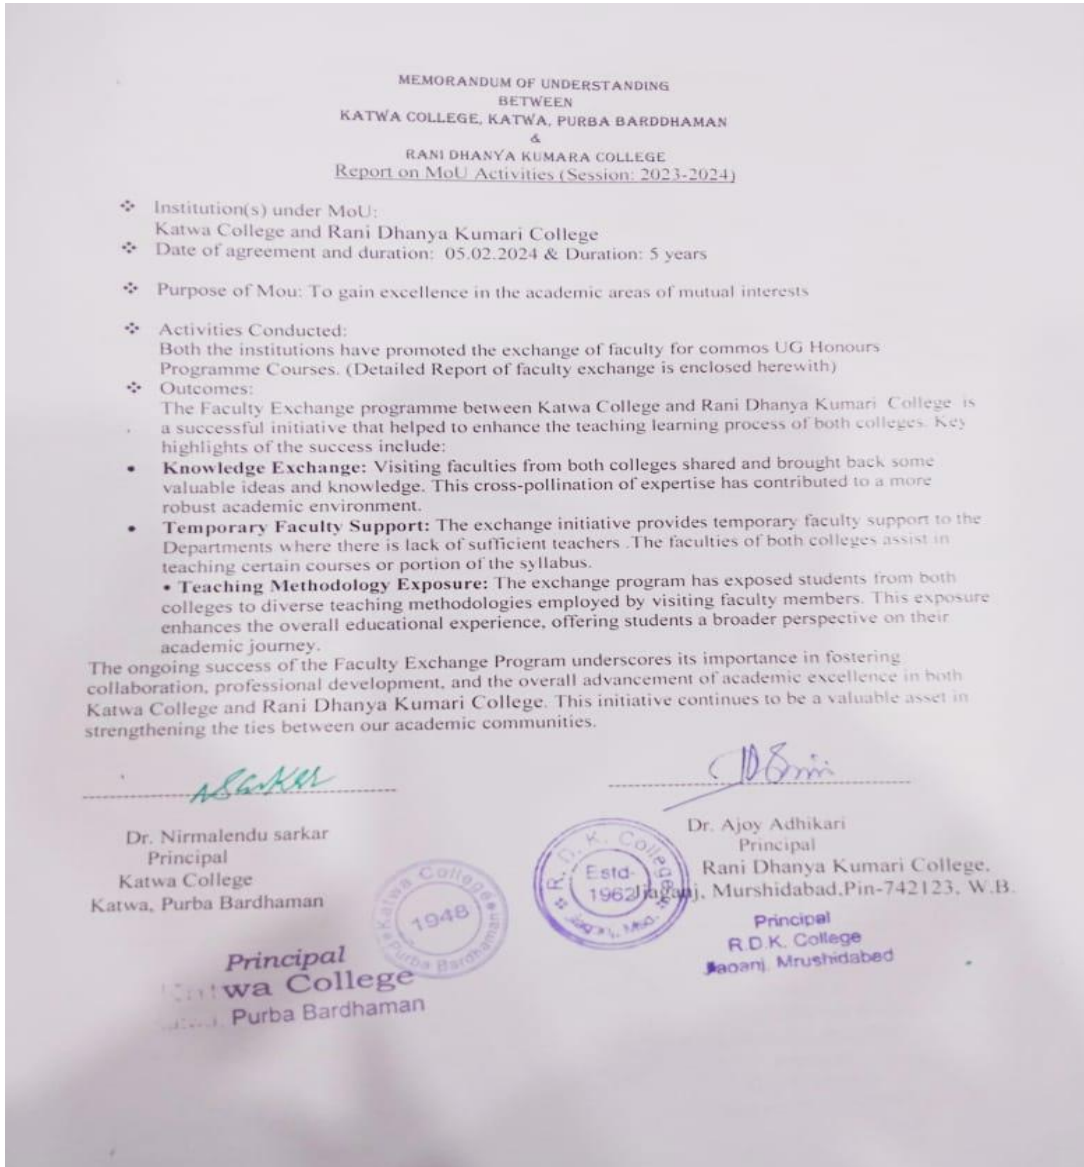 MEMORANDUM OF UNDERSTANDING
BETWEEN
KATWA COLLEGE, KATWA, PURBA BARDDHAMAN
&
RANI DHANYA KUMARA COLLEGE
Report on MoU Activities (Session: 2023-2024)
❖ Institution(s) under MoU:
Katwa College and Rani Dhanya Kumari College
❖ Date of agreement and duration: 05.02.2024 & Duration: 5 years
❖ Purpose of Mou: To gain excellence in the academic areas of mutual interests
❖ Activities Conducted:
Both the institutions have promoted the exchange of faculty for commos UG Honours
Programme Courses. (Detailed Report of faculty exchange is enclosed herewith)
❖ Outcomes:
The Faculty Exchange programme between Katwa College and Rani Dhanya Kumari College is
a successful initiative that helped to enhance the teaching learning process of both colleges. Key
highlights of the success include:
• Knowledge Exchange: Visiting faculties from both colleges shared and brought back some
valuable ideas and knowledge. This cross-pollination of expertise has contributed to a more
robust academic environment.
• Temporary Faculty Support: The exchange initiative provides temporary faculty support to the
Departments where there is lack of sufficient teachers .The faculties of both colleges assist in
teaching certain courses or portion of the syllabus.
• Teaching Methodology Exposure: The exchange program has exposed students from both
colleges to diverse teaching methodologies employed by visiting faculty members. This exposure
enhances the overall educational experience, offering students a broader perspective on their
academic journey.
The ongoing success of the Faculty Exchange Program underscores its importance in fostering
collaboration, professional development, and the overall advancement of academic excellence in both
Katwa College and Rani Dhanya Kumari College. This initiative continues to be a valuable asset in
strengthening the ties between our academic communities.
NSarkar
Dr. Nirmalendu sarkar
Principal
Katwa College
Katwa, Purba Bardhaman
Katwa College
1948
Purba Bardhaman
Principal
Katwa College
Purba Bardhaman
Dr. Ajoy Adhikari
Principal
Rani Dhanya Kumari College,
Jiaganj, Murshidabad,Pin-742123, W.B.
R. D. K. College
Estd-
1962
Jiaganj, Msd.
Principal
R.D.K. College
Mrushidabed